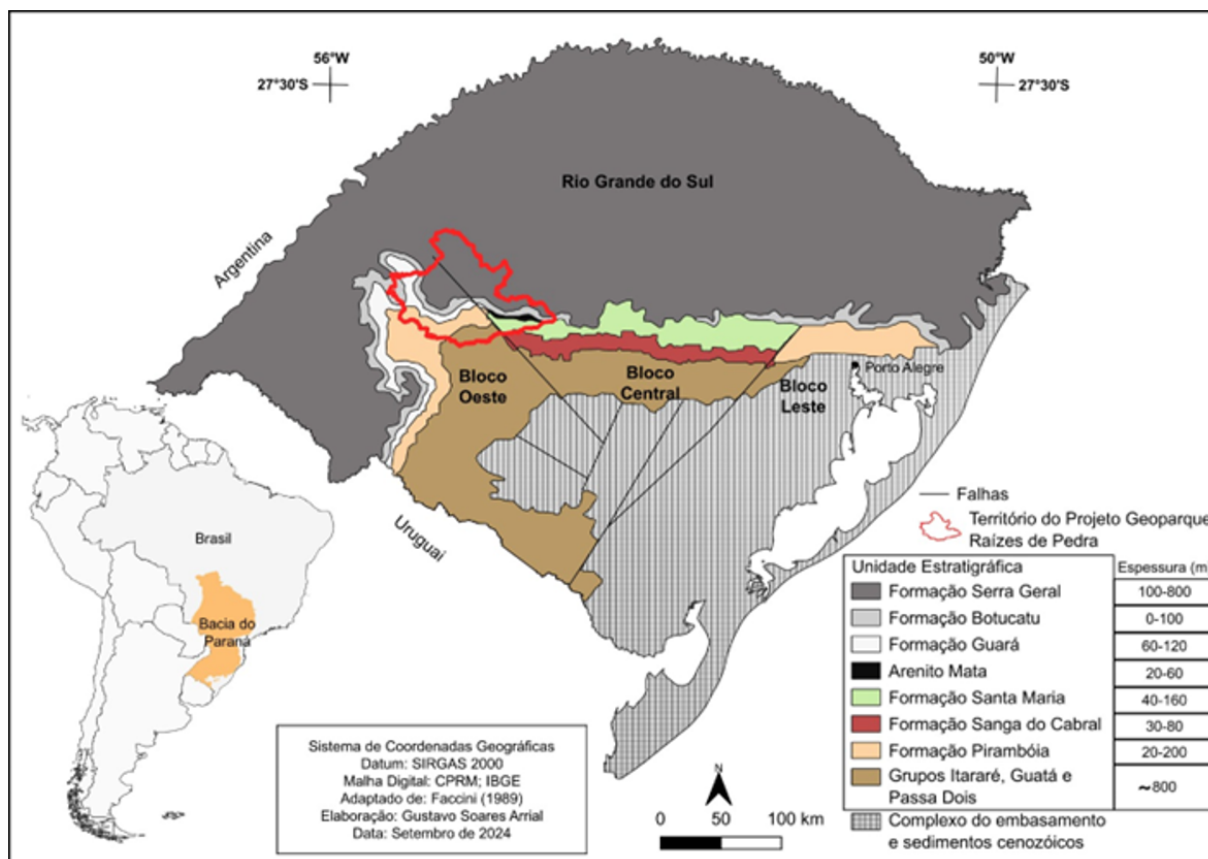 56°W
27°30'S
50°W
27°30'S
Rio Grande do Sul
Argentina
Bloco
Oeste
Bloco
Central
Bloco
Leste
Porto Alegre
Uruguai
Brasil
Bacia do
Paraná
Falhas
Território do Projeto Geoparque
Raízes de Pedra
Unidade Estratigráfica
Espessura (m
Formação Serra Geral
100-800
Formação Botucatu
0-100
Formação Guará
60-120
Arenito Mata
20-60
Formação Santa Maria
40-160
Formação Sanga do Cabral
30-80
Formação Pirambóia
20-200
Grupos Itararé, Guatá e
Passa Dois
~800
Complexo do embasamento
e sedimentos cenozóicos
Sistema de Coordenadas Geográficas
Datum: SIRGAS 2000
Malha Digital: CPRM; IBGE
Adaptado de: Faccini (1989)
Elaboração: Gustavo Soares Arrial
Data: Setembro de 2024
N
0 50 100 km